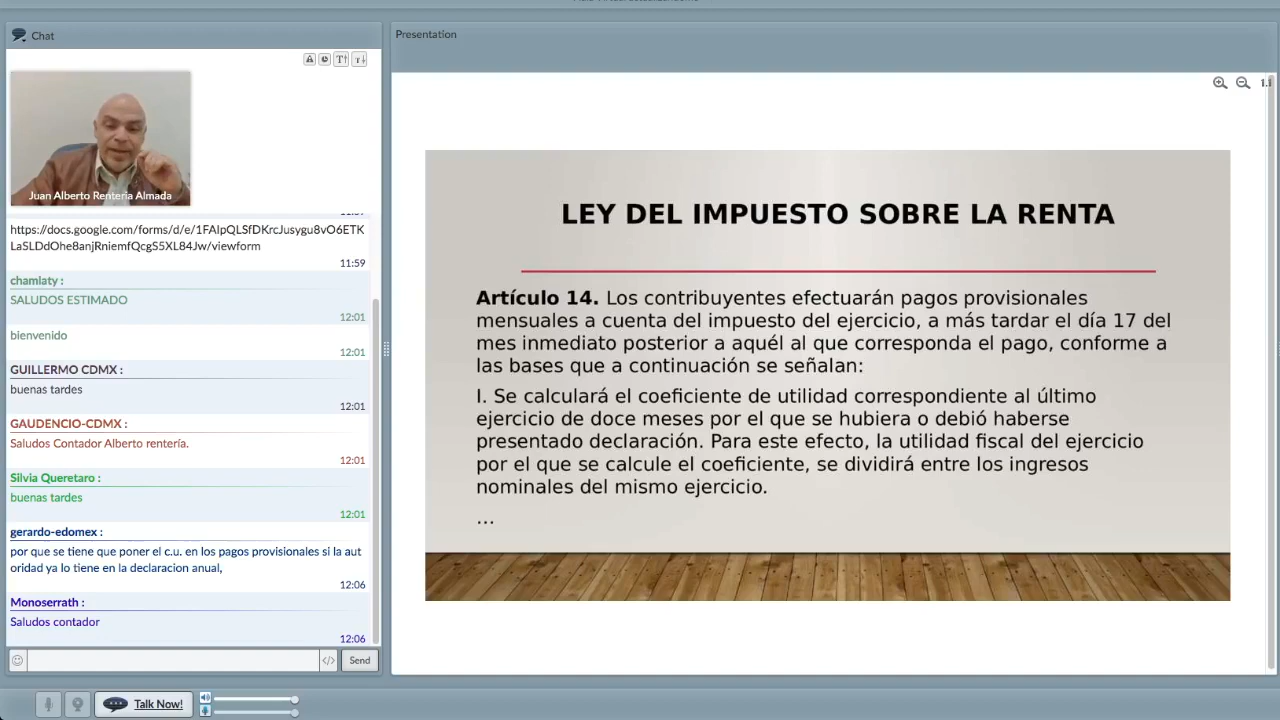 Chat
Juan Alberto Rentería Almada
https://docs.google.com/forms/d/e/1FAIpQLSfDKrcJusygu8vO6ETK
LaSLDdOhe8anjRniemfQcgS5XL84Jw/viewform
11:59
chamlaty :
SALUDOS ESTIMADO
12:01
bienvenido
12:01
GUILLERMO CDMX :
buenas tardes
12:01
GAUDENCIO-CDMX :
Saludos Contador Alberto rentería.
12:01
Silvia Queretaro :
buenas tardes
12:01
gerardo-edomex :
por que se tiene que poner el c.u. en los pagos provisionales si la aut
oridad ya lo tiene en la declaracion anual,
12:06
Monoserrath :
Saludos contador
12:06
Send
Talk Now!
Presentation
LEY DEL IMPUESTO SOBRE LA RENTA
Artículo 14. Los contribuyentes efectuarán pagos provisionales
mensuales a cuenta del impuesto del ejercicio, a más tardar el día 17 del
mes inmediato posterior a aquél al que corresponda el pago, conforme a
las bases que a continuación se señalan:
I. Se calculará el coeficiente de utilidad correspondiente al último
ejercicio de doce meses por el que se hubiera o debió haberse
presentado declaración. Para este efecto, la utilidad fiscal del ejercicio
por el que se calcule el coeficiente, se dividirá entre los ingresos
nominales del mismo ejercicio.
...